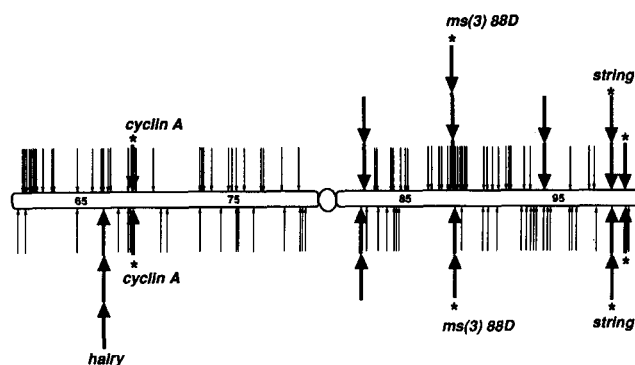 ms(3) 88D
*
string
*
cyclin A
*
*
65 75 85 95
*
cyclin A
*
*
ms(3) 88D
*
string
hairy